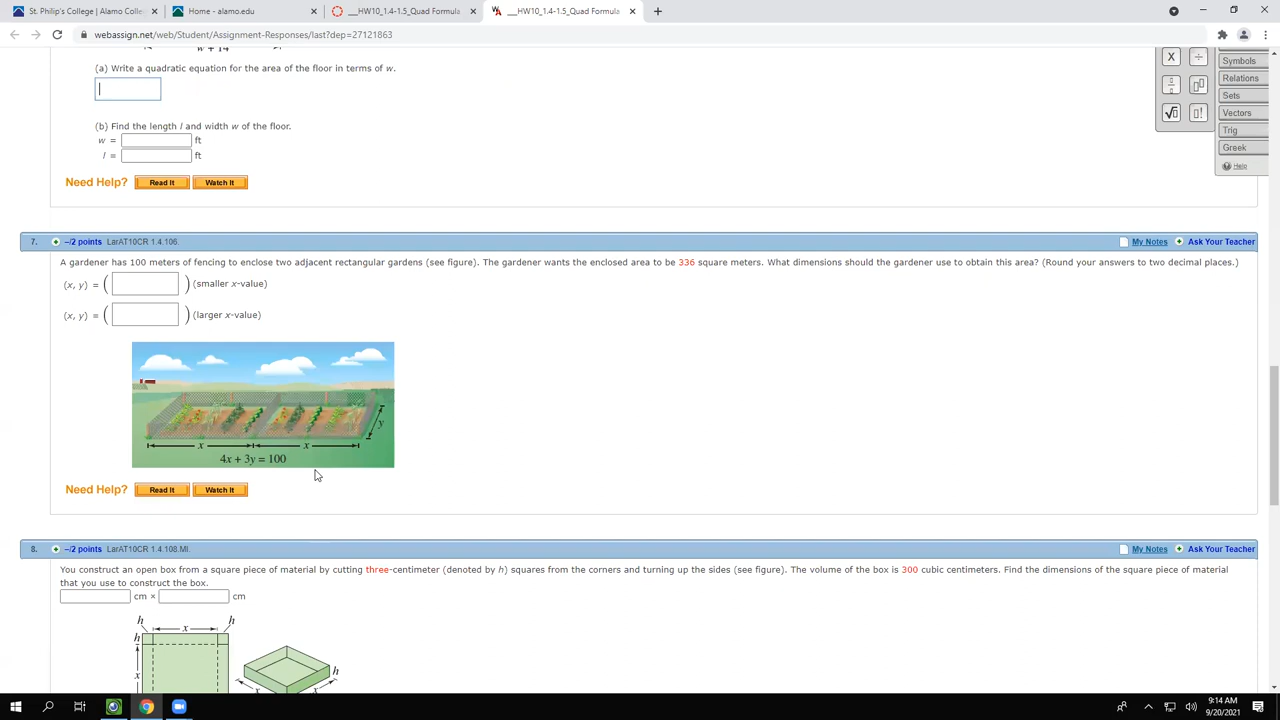 St. Philip's College | Alamo Colle
Home - alamo.edu
___HW10_1.4-1.5_Quad Formula
___HW10_1.4-1.5_Quad Formula
webassign.net/web/Student/Assignment-Responses/last?dep=27121863
w + 14
(a) Write a quadratic equation for the area of the floor in terms of w.
(b) Find the length l and width w of the floor.
w = ft
l = ft
Need Help? Read It Watch It
Symbols
Relations
Sets
Vectors
Trig
Greek
Help
7. --/2 points LarAT10CR 1.4.106. My Notes Ask Your Teacher
A gardener has 100 meters of fencing to enclose two adjacent rectangular gardens (see figure). The gardener wants the enclosed area to be 336 square meters. What dimensions should the gardener use to obtain this area? (Round your answers to two decimal places.)
(x, y) = ( ) (smaller x-value)
(x, y) = ( ) (larger x-value)
y
x x
4x + 3y = 100
Need Help? Read It Watch It
8. --/2 points LarAT10CR 1.4.108.MI. My Notes Ask Your Teacher
You construct an open box from a square piece of material by cutting three-centimeter (denoted by h) squares from the corners and turning up the sides (see figure). The volume of the box is 300 cubic centimeters. Find the dimensions of the square piece of material
that you use to construct the box.
cm × cm
h h
x
h
h
x
x x
9:14 AM
9/20/2021